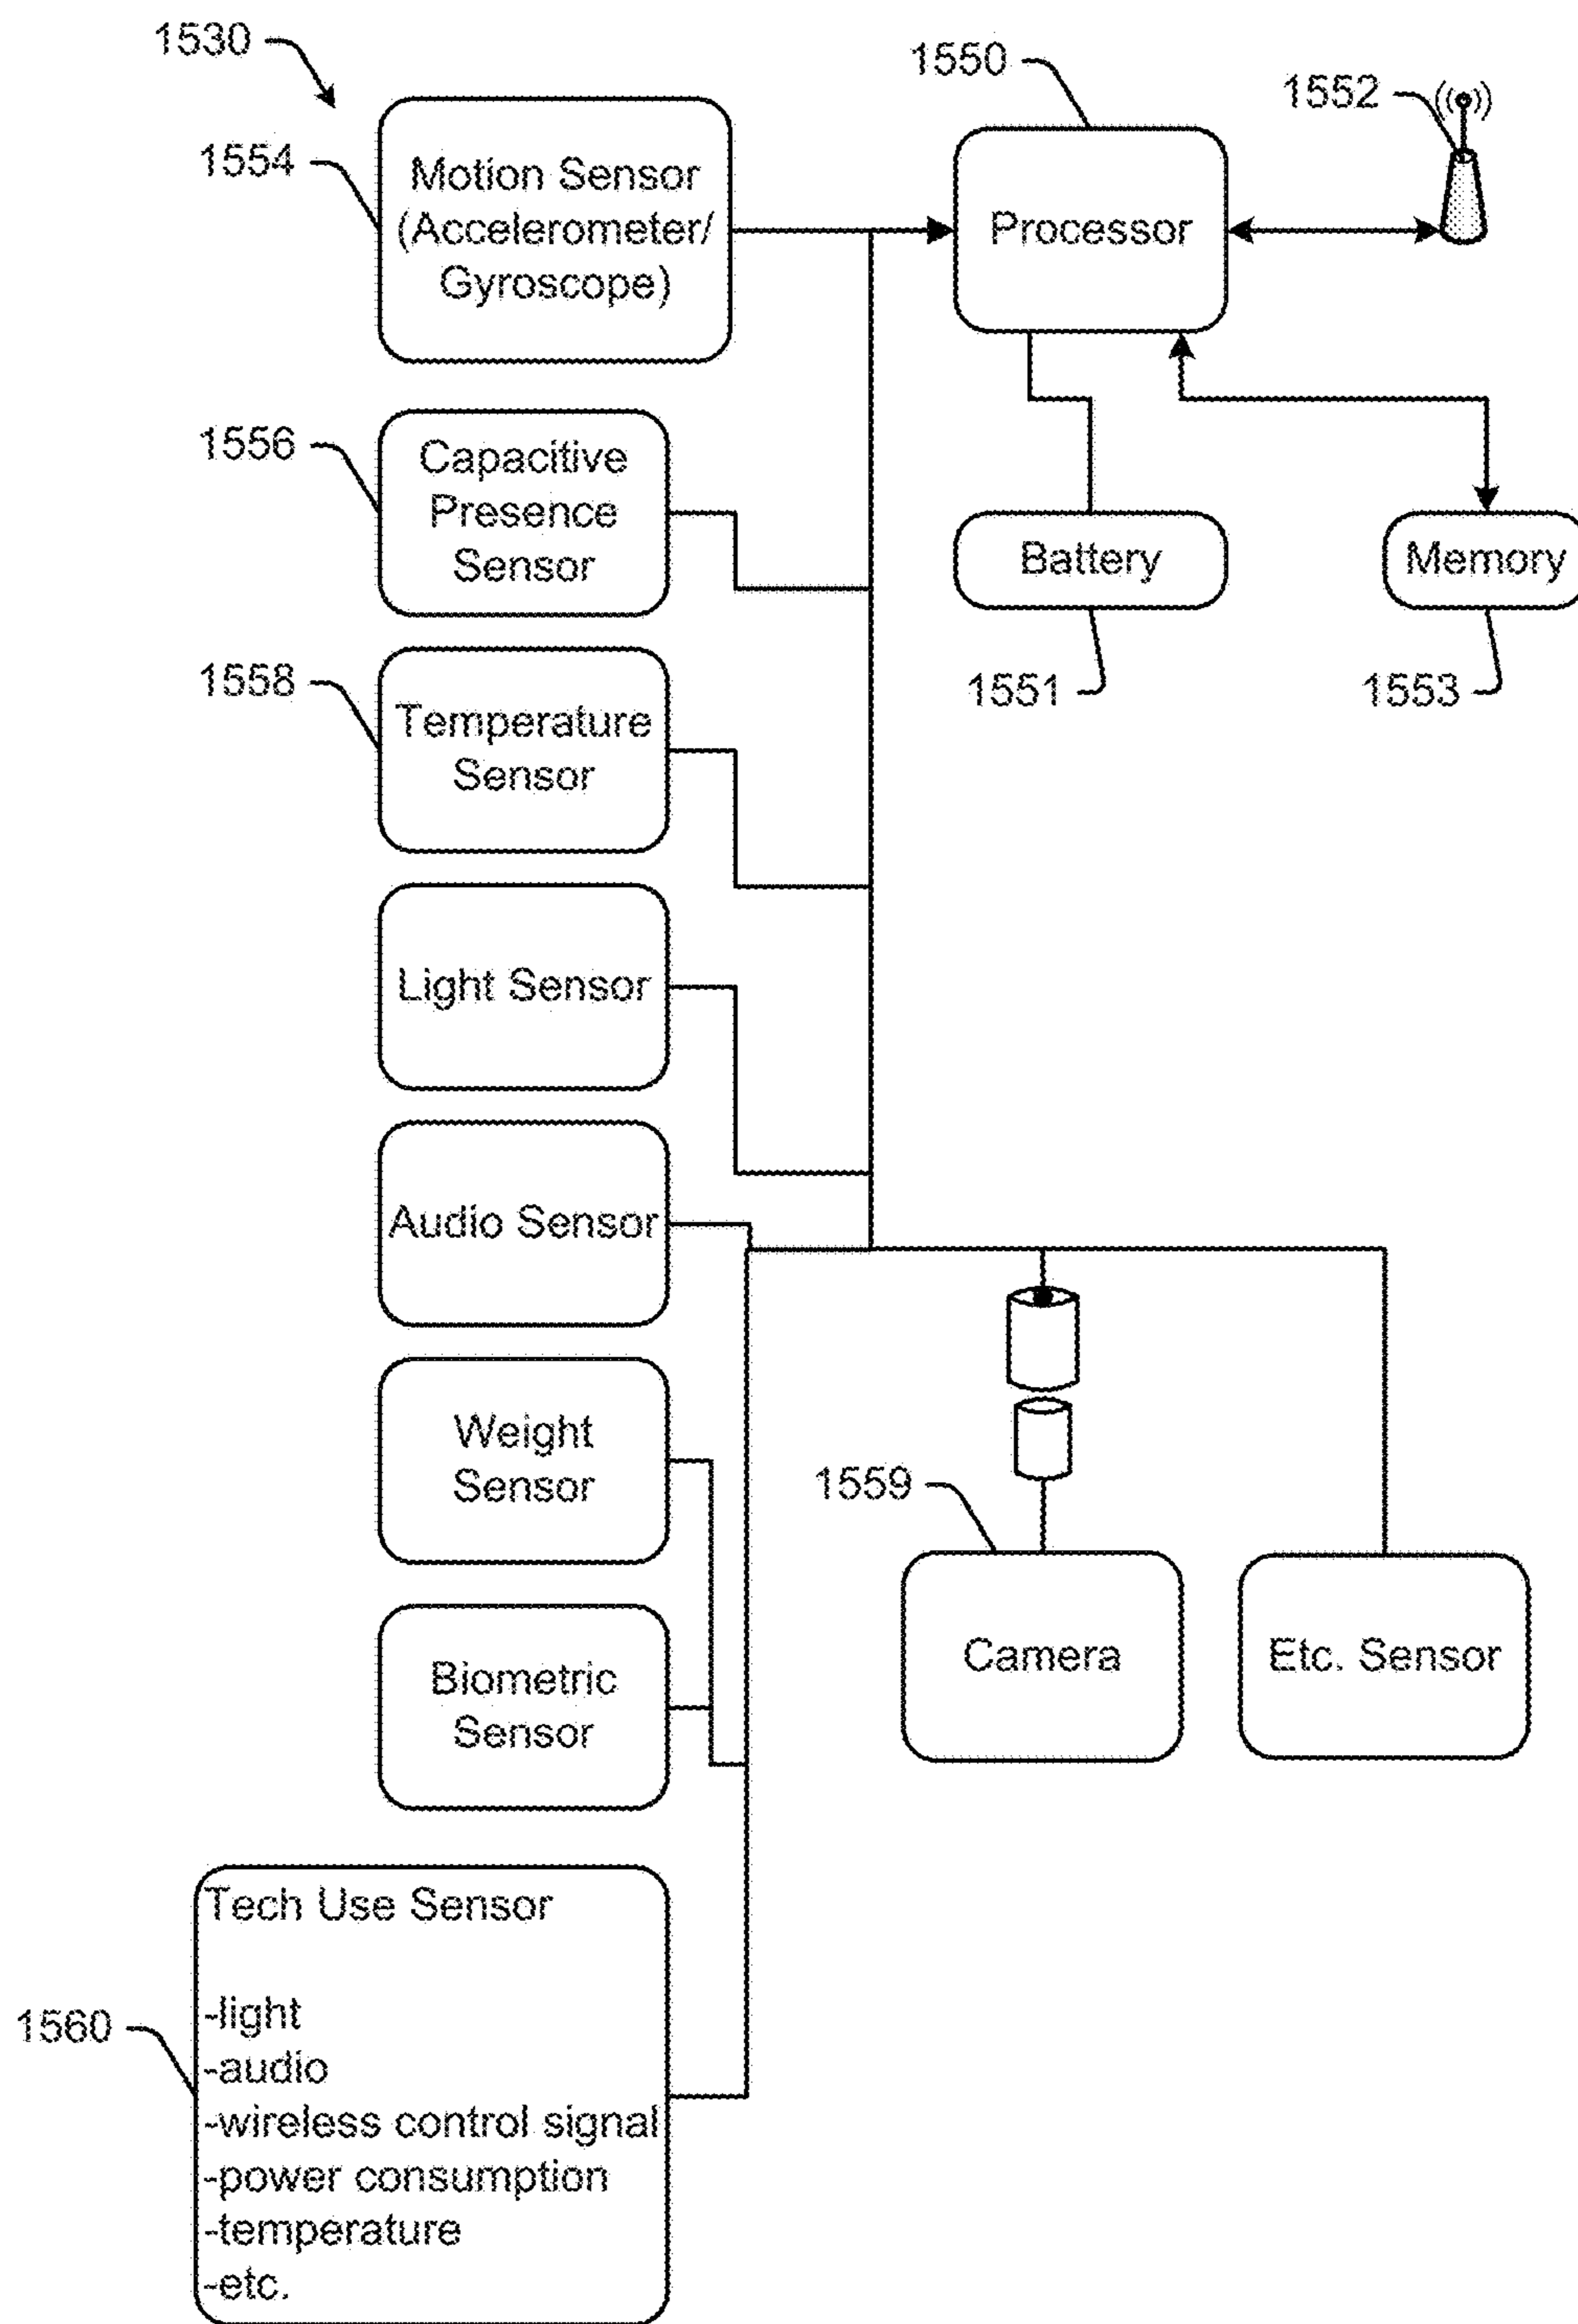 1530
1550
1552
1554
Motion Sensor
(Accelerometer/
Gyroscope)
Processor
1556
Capacitive
Presence
Sensor
Battery
Memory
1551
1553
1558
Temperature
Sensor
Light Sensor
Audio Sensor
Weight
Sensor
1559
Biometric
Sensor
Camera
Etc. Sensor
1560
Tech Use Sensor
-light
-audio
-wireless control signal
-power consumption
-temperature
-etc.